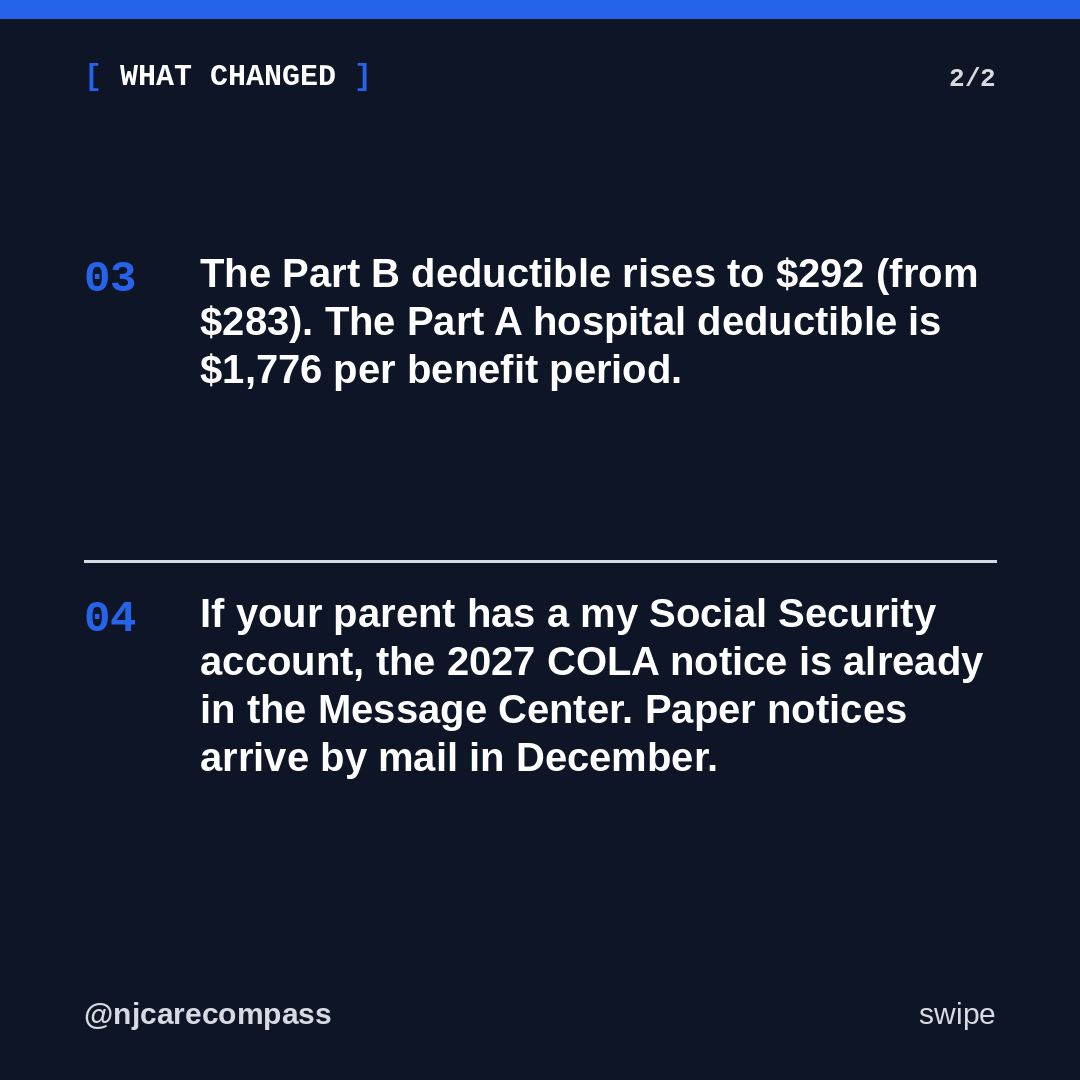 [ WHAT CHANGED ]
2/2
03
The Part B deductible rises to $292 (from
$283). The Part A hospital deductible is
$1,776 per benefit period.
04
If your parent has a my Social Security
account, the 2027 COLA notice is already
in the Message Center. Paper notices
arrive by mail in December.
@njcarecompass
swipe